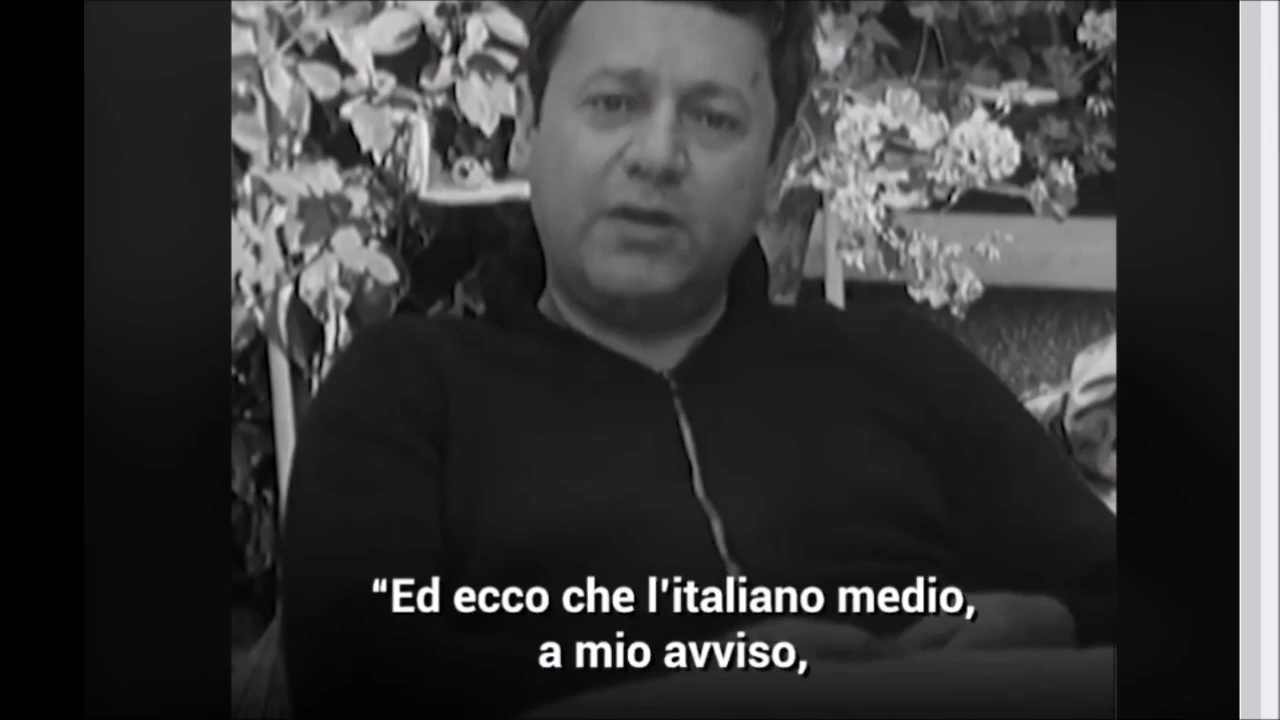 “Ed ecco che l'italiano medio,
a mio avviso,